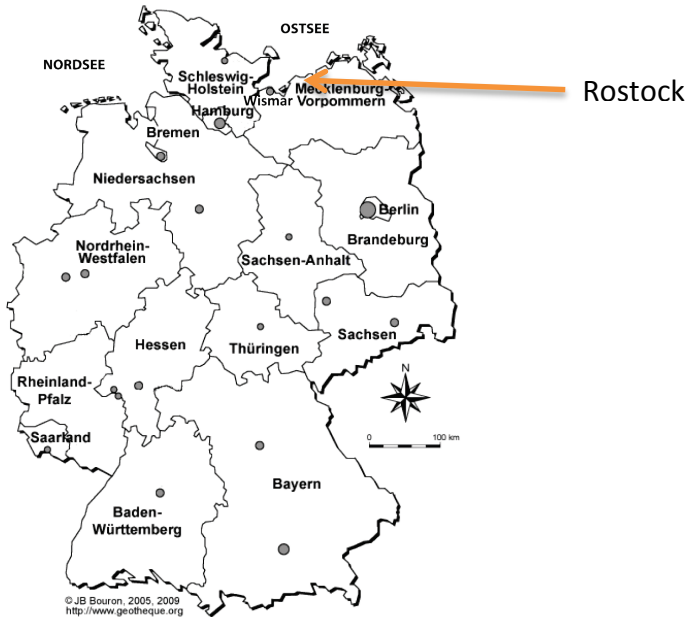 OSTSEE
NORDSEE
Schleswig-
Holstein
Wismar
Mecklenburg-
Vorpommern
Rostock
Hamburg
Bremen
Niedersachsen
Berlin
Brandeburg
Nordrhein-
Westfalen
Sachsen-Anhalt
Sachsen
Hessen
Thüringen
Rheinland-
Pfalz
N
Saarland
0 100 km
Bayern
Baden-
Württemberg
© JB Bouron, 2005, 2009
http://www.geotheque.org